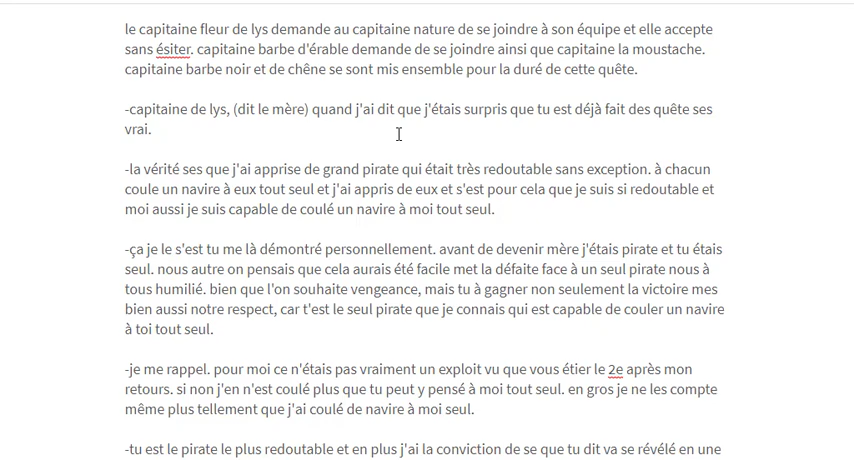 le capitaine fleur de lys demande au capitaine nature de se joindre à son équipe et elle accepte
sans ésiter. capitaine barbe d'érable demande de se joindre ainsi que capitaine la moustache.
capitaine barbe noir et de chêne se sont mis ensemble pour la duré de cette quête.
-capitaine de lys, (dit le mère) quand j'ai dit que j'étais surpris que tu est déjà fait des quête ses
vrai.
-la vérité ses que j'ai apprise de grand pirate qui était très redoutable sans exception. à chacun
coule un navire à eux tout seul et j'ai appris de eux et s'est pour cela que je suis si redoutable et
moi aussi je suis capable de coulé un navire à moi tout seul.
-ça je le s'est tu me là démontré personnellement. avant de devenir mère j'étais pirate et tu étais
seul. nous autre on pensais que cela aurais été facile met la défaite face à un seul pirate nous à
tous humilié. bien que l'on souhaite vengeance, mais tu à gagner non seulement la victoire mes
bien aussi notre respect, car t'est le seul pirate que je connais qui est capable de couler un navire
à toi tout seul.
-je me rappel. pour moi ce n'étais pas vraiment un exploit vu que vous étier le 2e après mon
retours. si non j'en n'est coulé plus que tu peut y pensé à moi tout seul. en gros je ne les compte
même plus tellement que j'ai coulé de navire à moi seul.
-tu est le pirate le plus redoutable et en plus j'ai la conviction de se que tu dit va se révélé en une